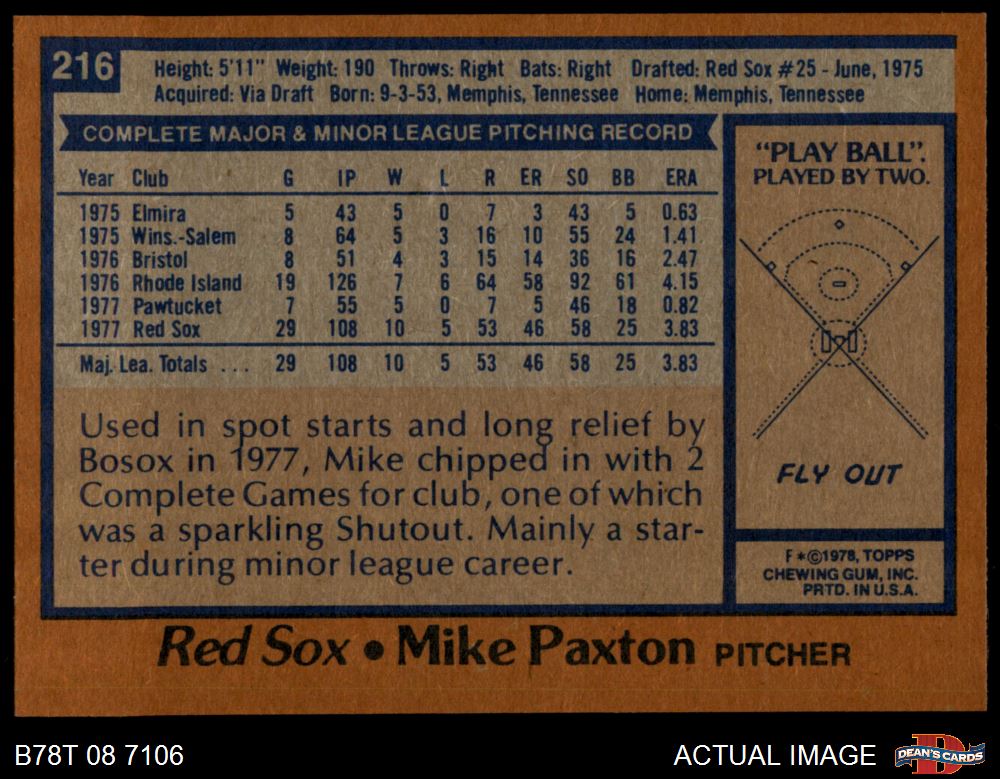 216
Height: 5'11" Weight: 190 Throws: Right Bats: Right Drafted: Red Sox #25 - June, 1975
Acquired: Via Draft Born: 9-3-53, Memphis, Tennessee Home: Memphis, Tennessee
COMPLETE MAJOR & MINOR LEAGUE PITCHING RECORD
Year Club G IP W L R ER SO BB ERA
1975 Elmira 5 43 5 0 7 3 43 5 0.63
1975 Wins.-Salem 8 64 5 3 16 10 55 24 1.41
1976 Bristol 8 51 4 3 15 14 36 16 2.47
1976 Rhode Island 19 126 7 6 64 58 92 61 4.15
1977 Pawtucket 7 55 5 0 7 5 46 18 0.82
1977 Red Sox 29 108 10 5 53 46 58 25 3.83
Maj. Lea. Totals ... 29 108 10 5 53 46 58 25 3.83
Used in spot starts and long relief by
Bosox in 1977, Mike chipped in with 2
Complete Games for club, one of which
was a sparkling Shutout. Mainly a star-
ter during minor league career.
"PLAY BALL".
PLAYED BY TWO.
FLY OUT
F*©1978, TOPPS
CHEWING GUM, INC.
PRTD. IN U.S.A.
Red Sox • Mike Paxton PITCHER
B78T 08 7106
ACTUAL IMAGE
DEAN'S CARDS